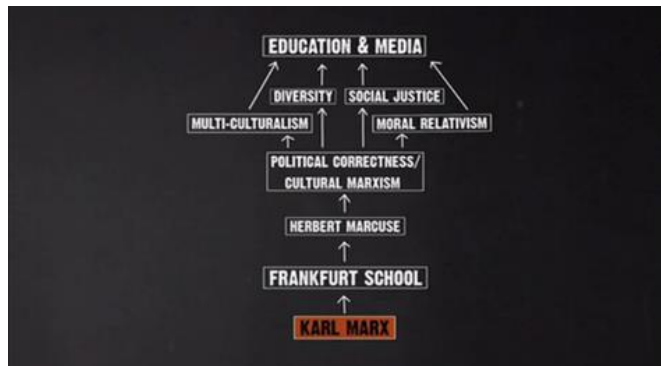 EDUCATION & MEDIA
DIVERSITY
SOCIAL JUSTICE
MULTI-CULTURALISM
MORAL RELATIVISM
POLITICAL CORRECTNESS/
CULTURAL MARXISM
HERBERT MARCUSE
FRANKFURT SCHOOL
KARL MARX